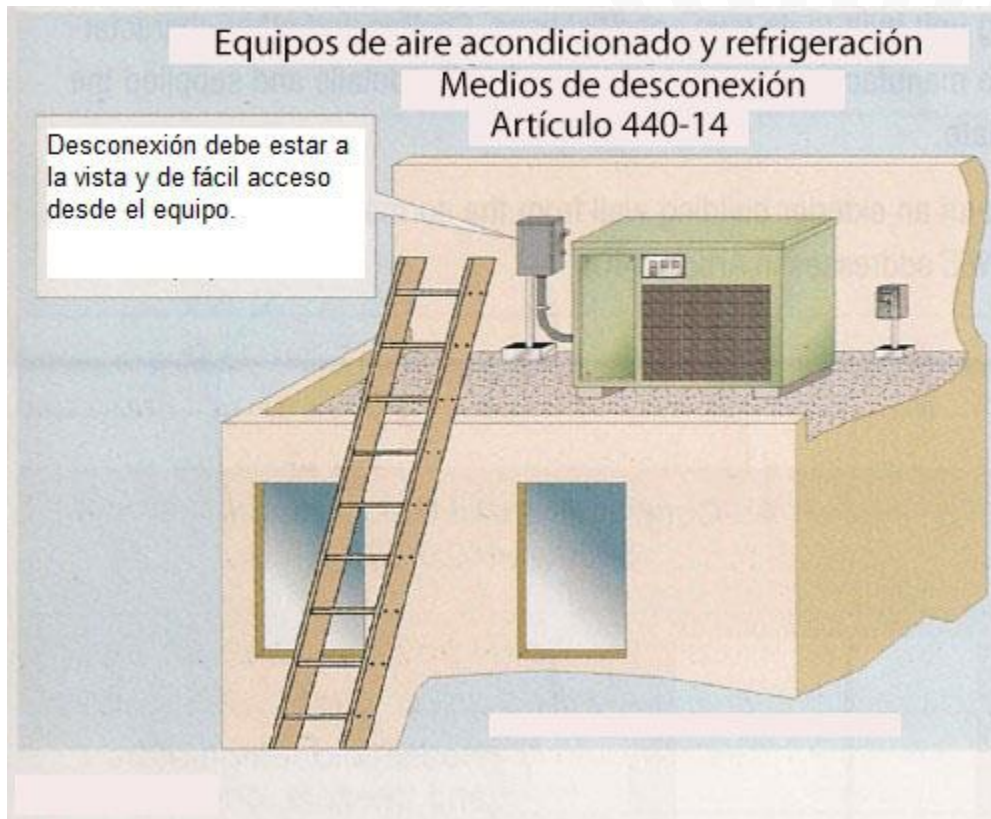 Equipos de aire acondicionado y refrigeración
Medios de desconexión
Artículo 440-14
Desconexión debe estar a
la vista y de fácil acceso
desde el equipo.